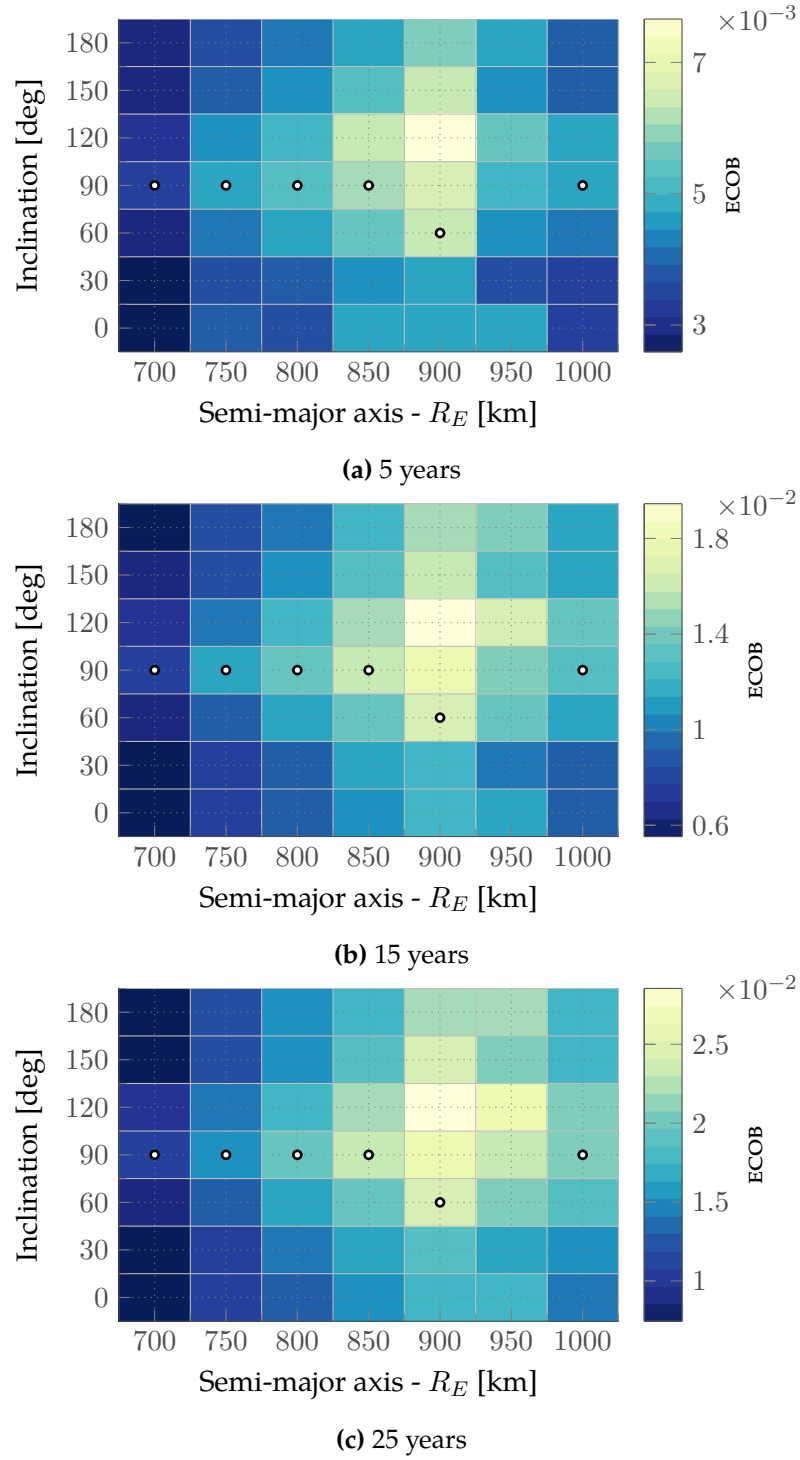 ×10⁻³
180
150
120
90
60
30
0
Inclination [deg]
7
5
3
ECOB
700 750 800 850 900 950 1000
Semi-major axis - R_E [km]
(a) 5 years
×10⁻²
180
150
120
90
60
30
0
Inclination [deg]
1.8
1.4
1
0.6
ECOB
700 750 800 850 900 950 1000
Semi-major axis - R_E [km]
(b) 15 years
×10⁻²
180
150
120
90
60
30
0
Inclination [deg]
2.5
2
1.5
1
ECOB
700 750 800 850 900 950 1000
Semi-major axis - R_E [km]
(c) 25 years